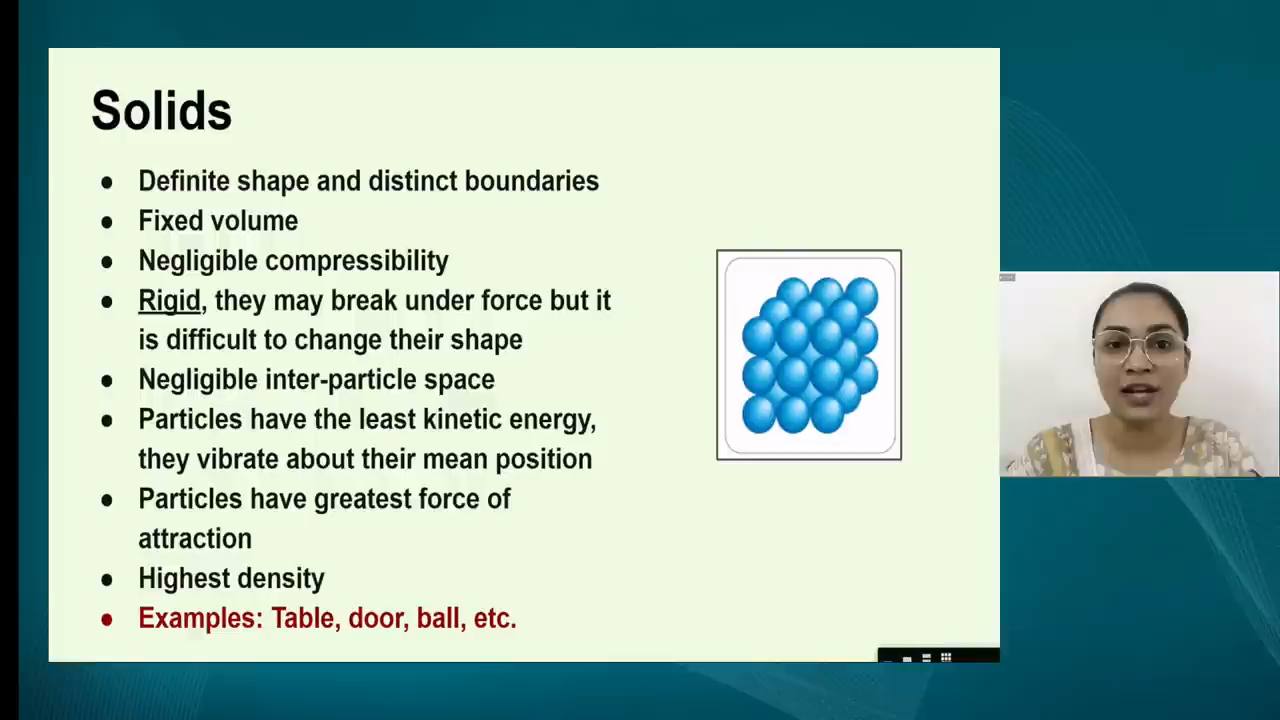 Solids
● Definite shape and distinct boundaries
● Fixed volume
● Negligible compressibility
● Rigid, they may break under force but it
is difficult to change their shape
● Negligible inter-particle space
● Particles have the least kinetic energy,
they vibrate about their mean position
● Particles have greatest force of
attraction
● Highest density
● Examples: Table, door, ball, etc.